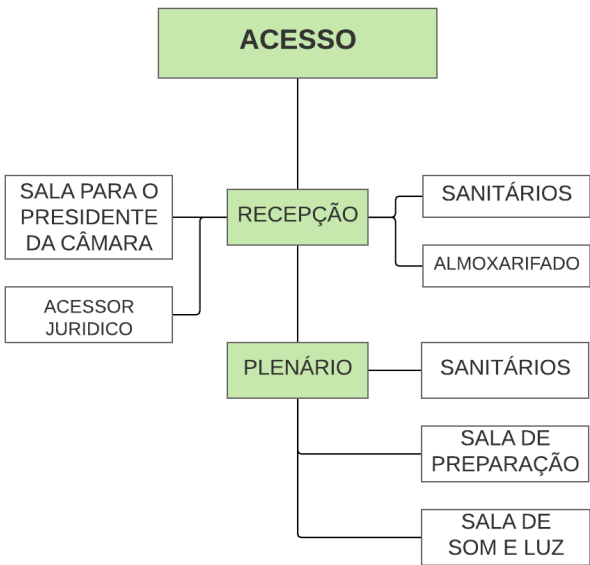 ACESSO
SALA PARA O
PRESIDENTE
DA CÂMARA
RECEPÇÃO
SANITÁRIOS
ALMOXARIFADO
ACESSOR
JURIDICO
PLENÁRIO
SANITÁRIOS
SALA DE
PREPARAÇÃO
SALA DE
SOM E LUZ